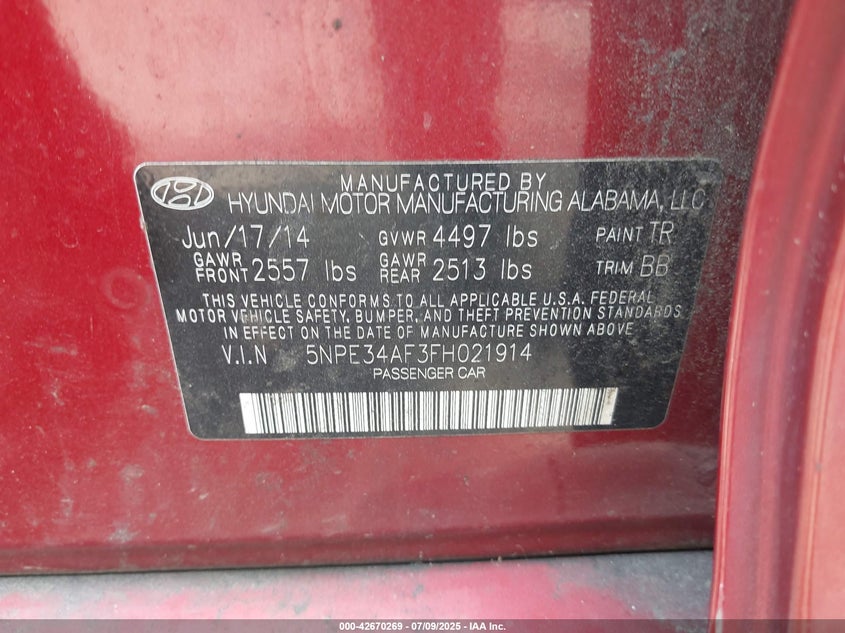 MANUFACTURED BY
HYUNDAI MOTOR MANUFACTURING ALABAMA, LLC
Jun/17/14 GVWR 4497 lbs PAINT TR
GAWR FRONT 2557 lbs GAWR REAR 2513 lbs TRIM BB
THIS VEHICLE CONFORMS TO ALL APPLICABLE U.S.A. FEDERAL
MOTOR VEHICLE SAFETY, BUMPER, AND THEFT PREVENTION STANDARDS
IN EFFECT ON THE DATE OF MANUFACTURE SHOWN ABOVE.
V.I.N 5NPE34AF3FH021914
PASSENGER CAR
000-42670269 - 07/09/2025 - IAA Inc.